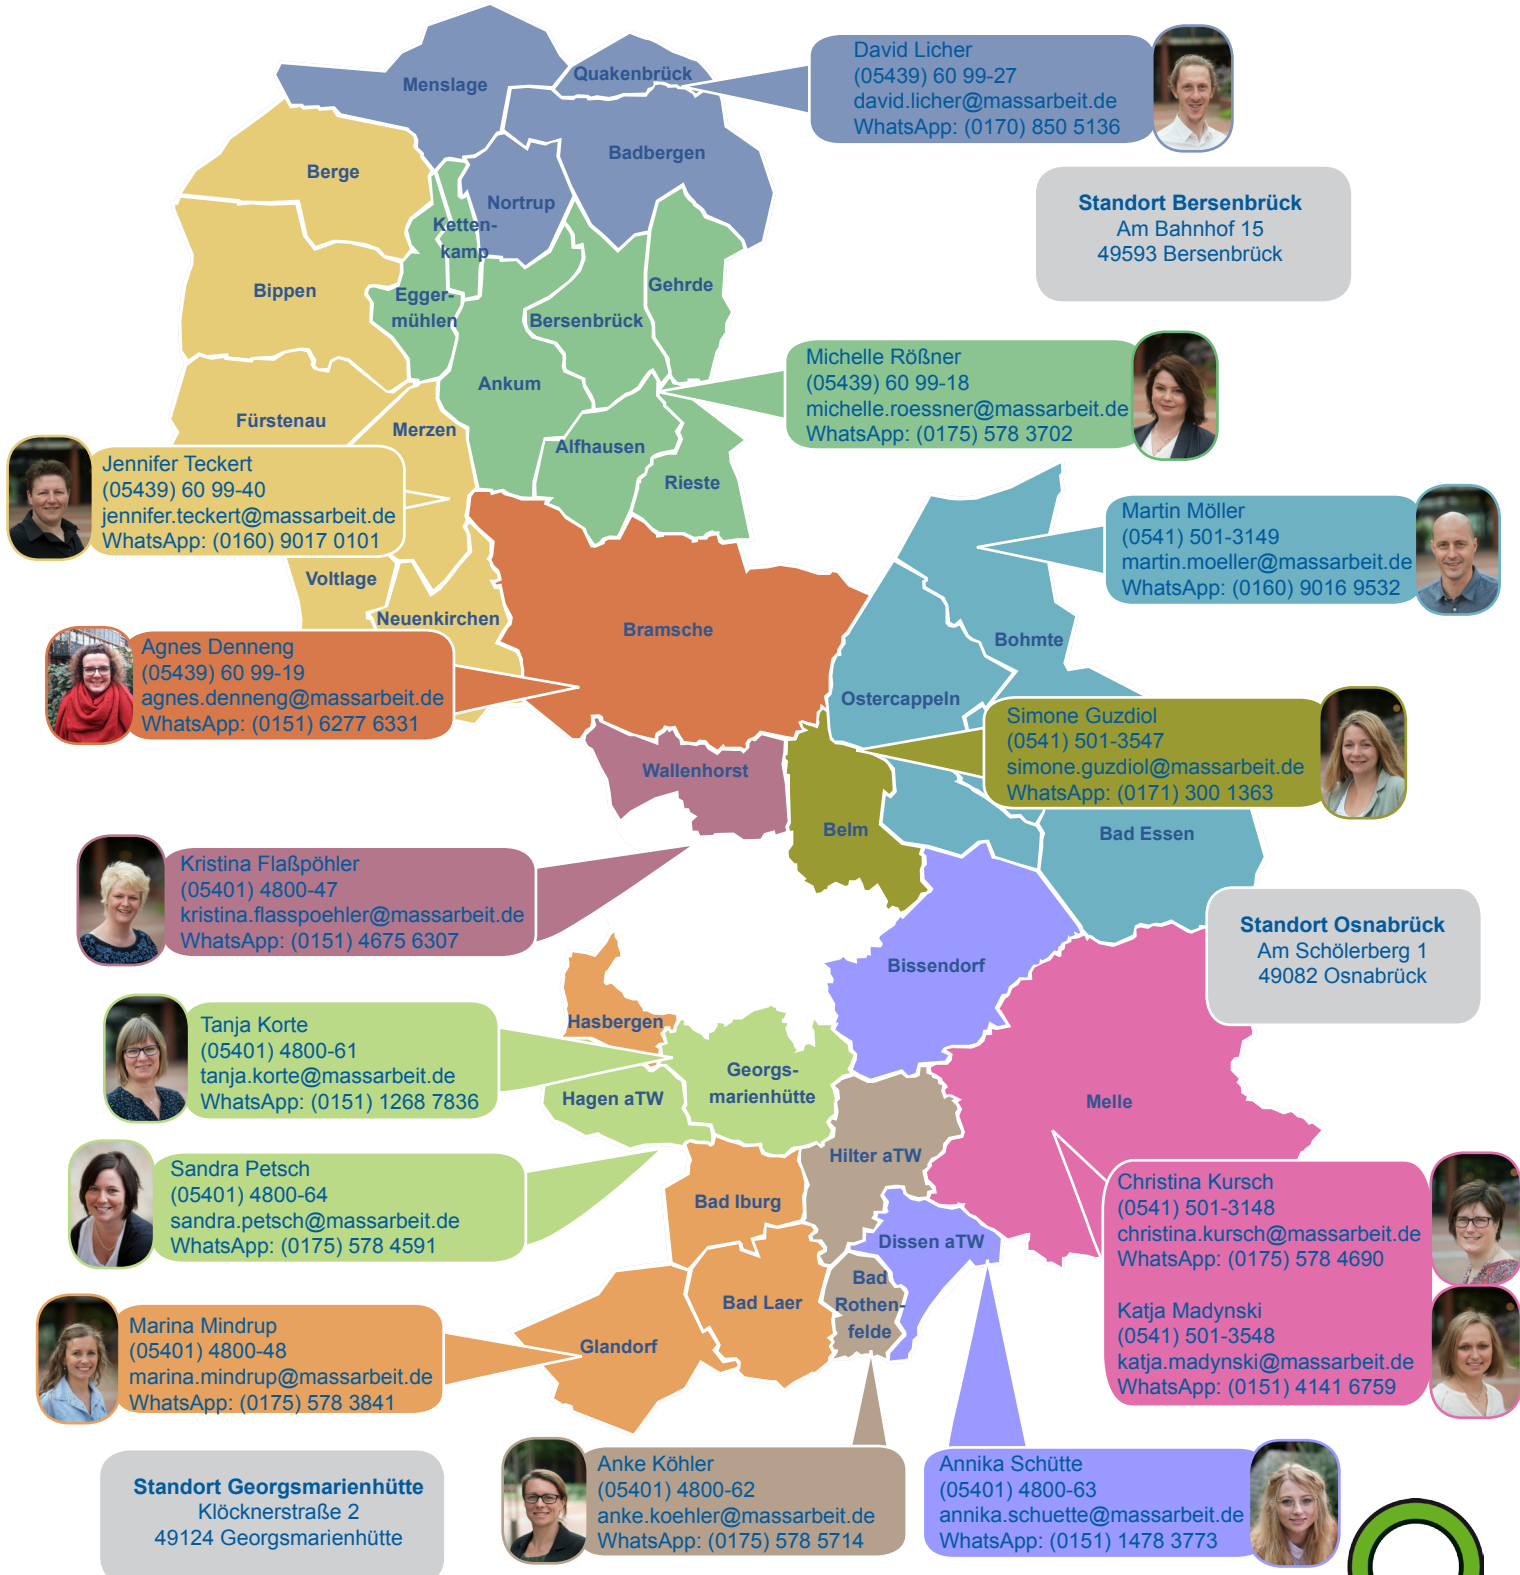 Menslage
Quakenbrück
David Licher
(05439) 60 99-27
david.licher@massarbeit.de
WhatsApp: (0170) 850 5136
Badbergen
Berge
Nortrup
Ketten-
kamp
Standort Bersenbrück
Am Bahnhof 15
49593 Bersenbrück
Bippen
Egger-
mühlen
Bersenbrück
Gehrde
Michelle Rößner
(05439) 60 99-18
michelle.roessner@massarbeit.de
WhatsApp: (0175) 578 3702
Ankum
Fürstenau
Merzen
Alfhausen
Rieste
Jennifer Teckert
(05439) 60 99-40
jennifer.teckert@massarbeit.de
WhatsApp: (0160) 9017 0101
Martin Möller
(0541) 501-3149
martin.moeller@massarbeit.de
WhatsApp: (0160) 9016 9532
Voltlage
Neuenkirchen
Bramsche
Bohmte
Agnes Denneng
(05439) 60 99-19
agnes.denneng@massarbeit.de
WhatsApp: (0151) 6277 6331
Ostercappeln
Simone Guzdiol
(0541) 501-3547
simone.guzdiol@massarbeit.de
WhatsApp: (0171) 300 1363
Wallenhorst
Belm
Bad Essen
Kristina Flaßpöhler
(05401) 4800-47
kristina.flasspoehler@massarbeit.de
WhatsApp: (0151) 4675 6307
Standort Osnabrück
Am Schölerberg 1
49082 Osnabrück
Bissendorf
Hasbergen
Tanja Korte
(05401) 4800-61
tanja.korte@massarbeit.de
WhatsApp: (0151) 1268 7836
Georgs-
marienhütte
Hagen aTW
Melle
Hilter aTW
Sandra Petsch
(05401) 4800-64
sandra.petsch@massarbeit.de
WhatsApp: (0175) 578 4591
Bad Iburg
Christina Kursch
(0541) 501-3148
christina.kursch@massarbeit.de
WhatsApp: (0175) 578 4690
Katja Madynski
(0541) 501-3548
katja.madynski@massarbeit.de
WhatsApp: (0151) 4141 6759
Dissen aTW
Bad
Rothen-
felde
Bad Laer
Glandorf
Marina Mindrup
(05401) 4800-48
marina.mindrup@massarbeit.de
WhatsApp: (0175) 578 3841
Standort Georgsmarienhütte
Klöcknerstraße 2
49124 Georgsmarienhütte
Anke Köhler
(05401) 4800-62
anke.koehler@massarbeit.de
WhatsApp: (0175) 578 5714
Annika Schütte
(05401) 4800-63
annika.schuette@massarbeit.de
WhatsApp: (0151) 1478 3773